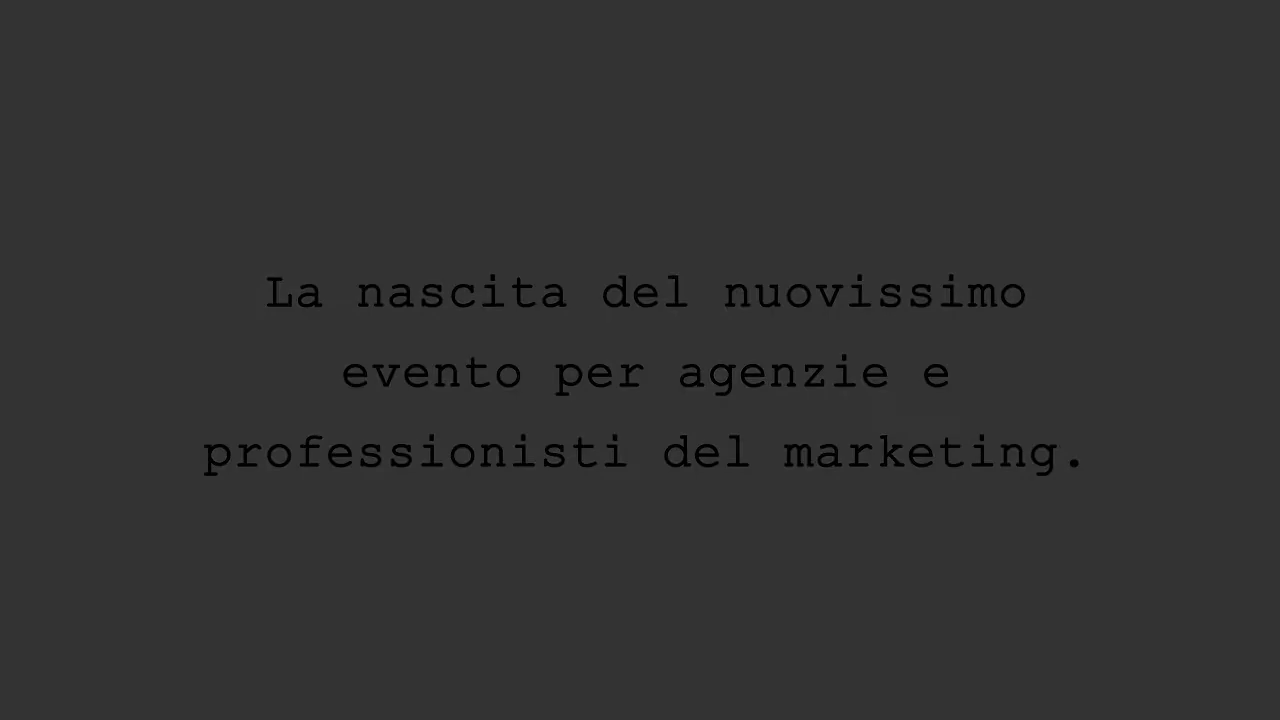 La nascita del nuovissimo
evento per agenzie e
professionisti del marketing.